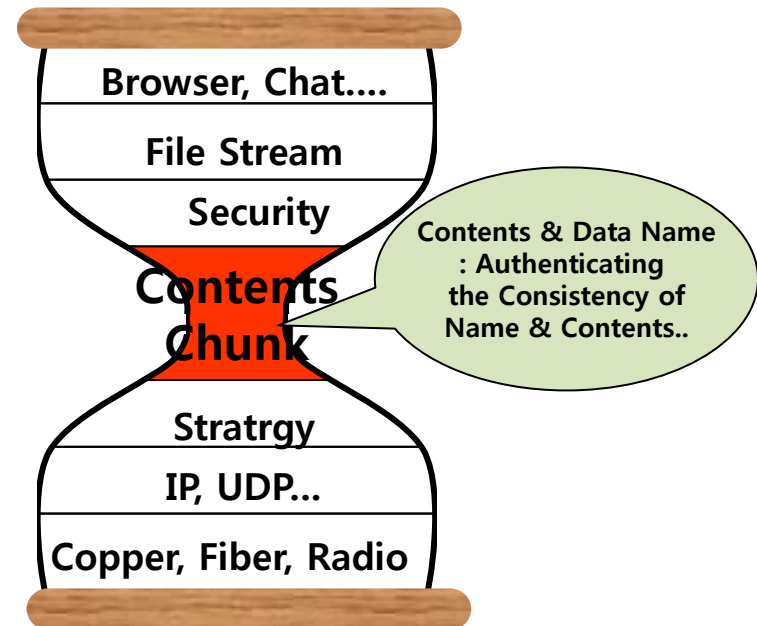 Browser, Chat....
File Stream
Security
Contents
Chunk
Contents & Data Name
: Authenticating
the Consistency of
Name & Contents..
Stratrgy
IP, UDP...
Copper, Fiber, Radio